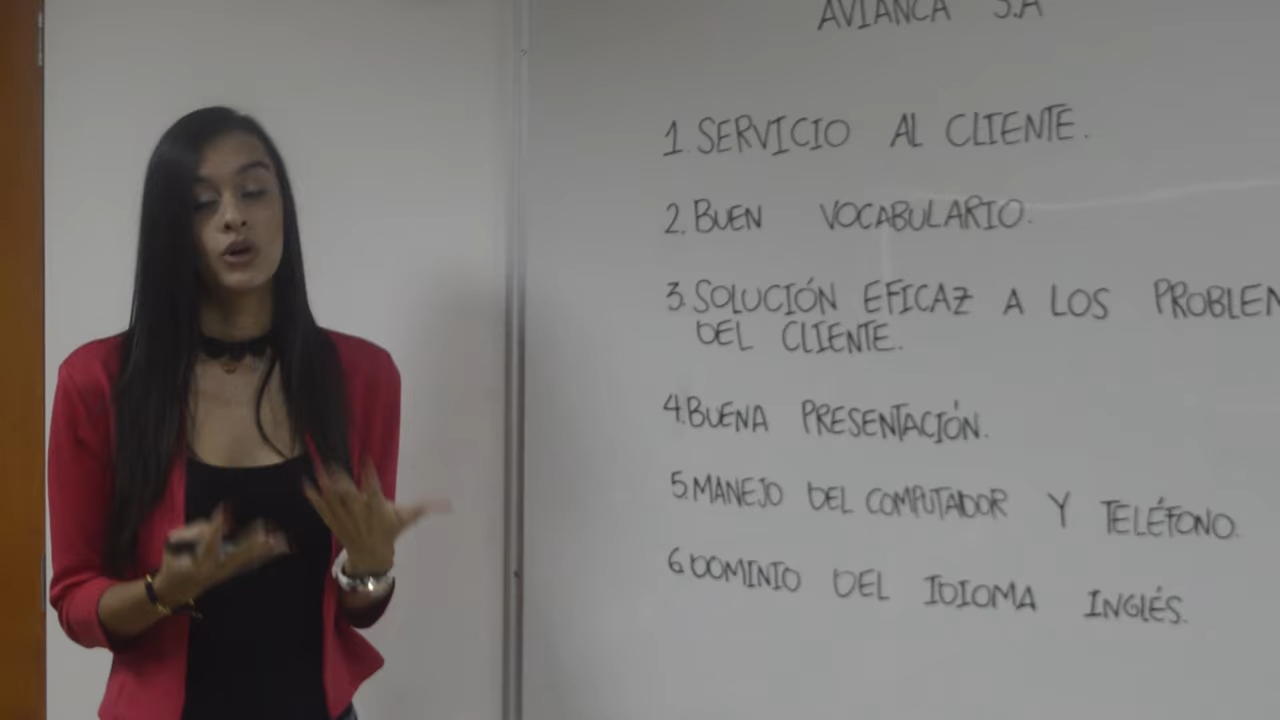 AVIANCA S.A
1. SERVICIO AL CLIENTE.
2. BUEN VOCABULARIO.
3. SOLUCIÓN EFICAZ A LOS PROBLEM
DEL CLIENTE.
4. BUENA PRESENTACIÓN.
5. MANEJO DEL COMPUTADOR Y TELÉFONO.
6 DOMINIO DEL IDIOMA INGLÉS.